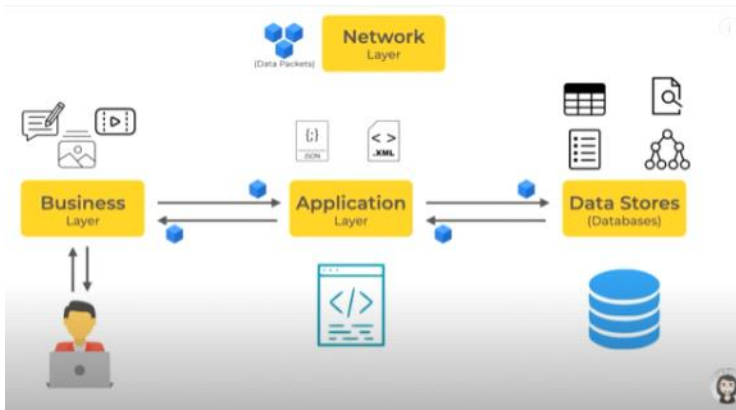 Network
Layer
(Data Packets)
{;}
JSON
< >
.XML
Business
Layer
Application
Layer
Data Stores
(Databases)
</>